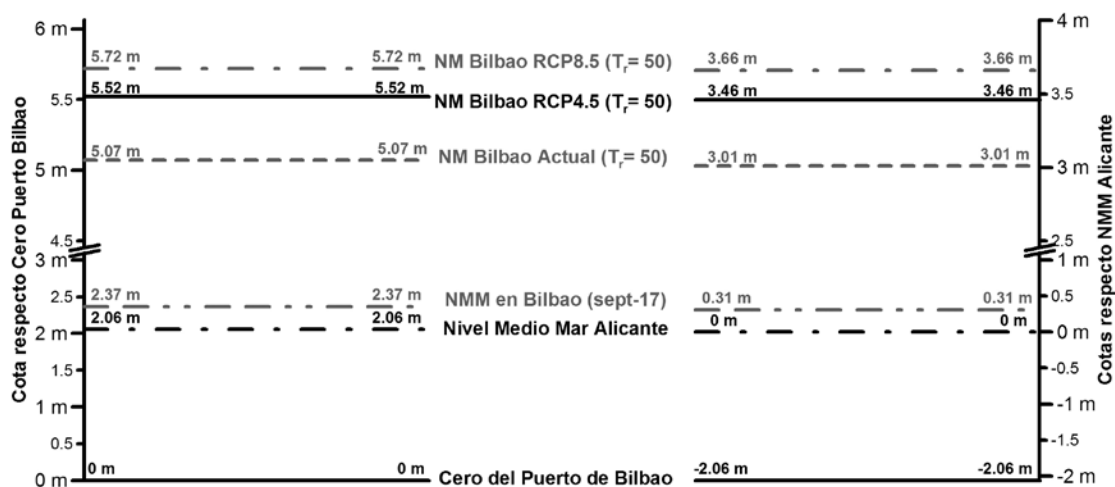 Cota respecto Cero Puerto Bilbao
6 m
5.5
5 m
4.5
3 m
2.5
2 m
1.5
1 m
0.5
0 m
5.72 m 5.72 m NM Bilbao RCP8.5 (Tr= 50) 3.66 m 3.66 m
5.52 m 5.52 m NM Bilbao RCP4.5 (Tr= 50) 3.46 m 3.46 m
5.07 m 5.07 m NM Bilbao Actual (Tr= 50) 3.01 m 3.01 m
2.37 m 2.37 m NMM en Bilbao (sept-17) 0.31 m 0.31 m
2.06 m 2.06 m Nivel Medio Mar Alicante 0 m 0 m
0 m 0 m Cero del Puerto de Bilbao -2.06 m -2.06 m
4 m
3.5
3 m
2.5
1 m
0.5
0 m
-0.5
-1 m
-1.5
-2 m
Cotas respecto NMM Alicante